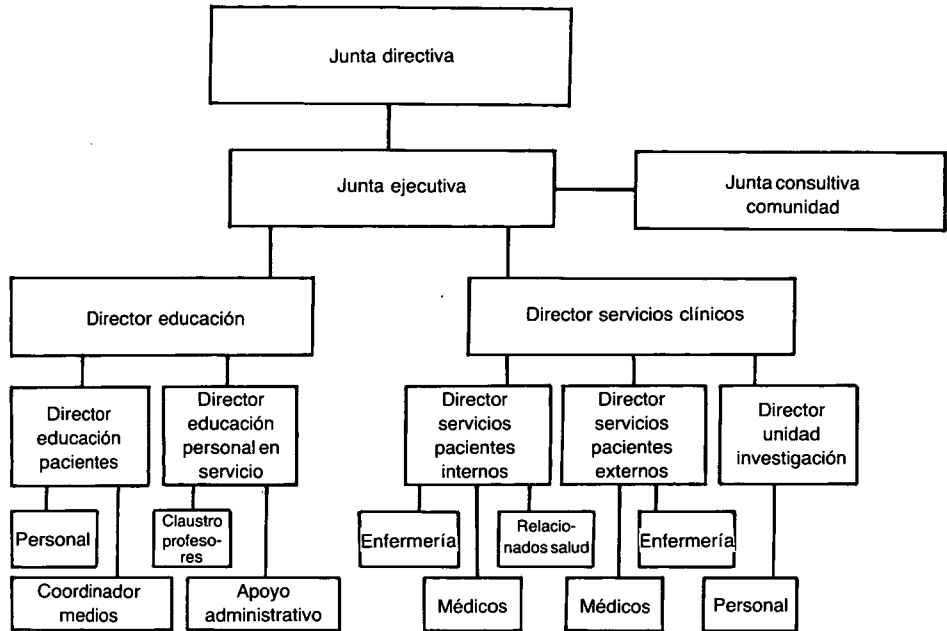 Junta directiva
Junta ejecutiva
Junta consultiva
comunidad
Director educación
Director servicios clínicos
Director
educación
pacientes
Director
educación
personal en
servicio
Director
servicios
pacientes
internos
Director
servicios
pacientes
externos
Director
unidad
investigación
Personal
Claustro
profeso-
res
Enfermería
Relacio-
nados salud
Enfermería
Coordinador
medios
Apoyo
administrativo
Médicos
Médicos
Personal